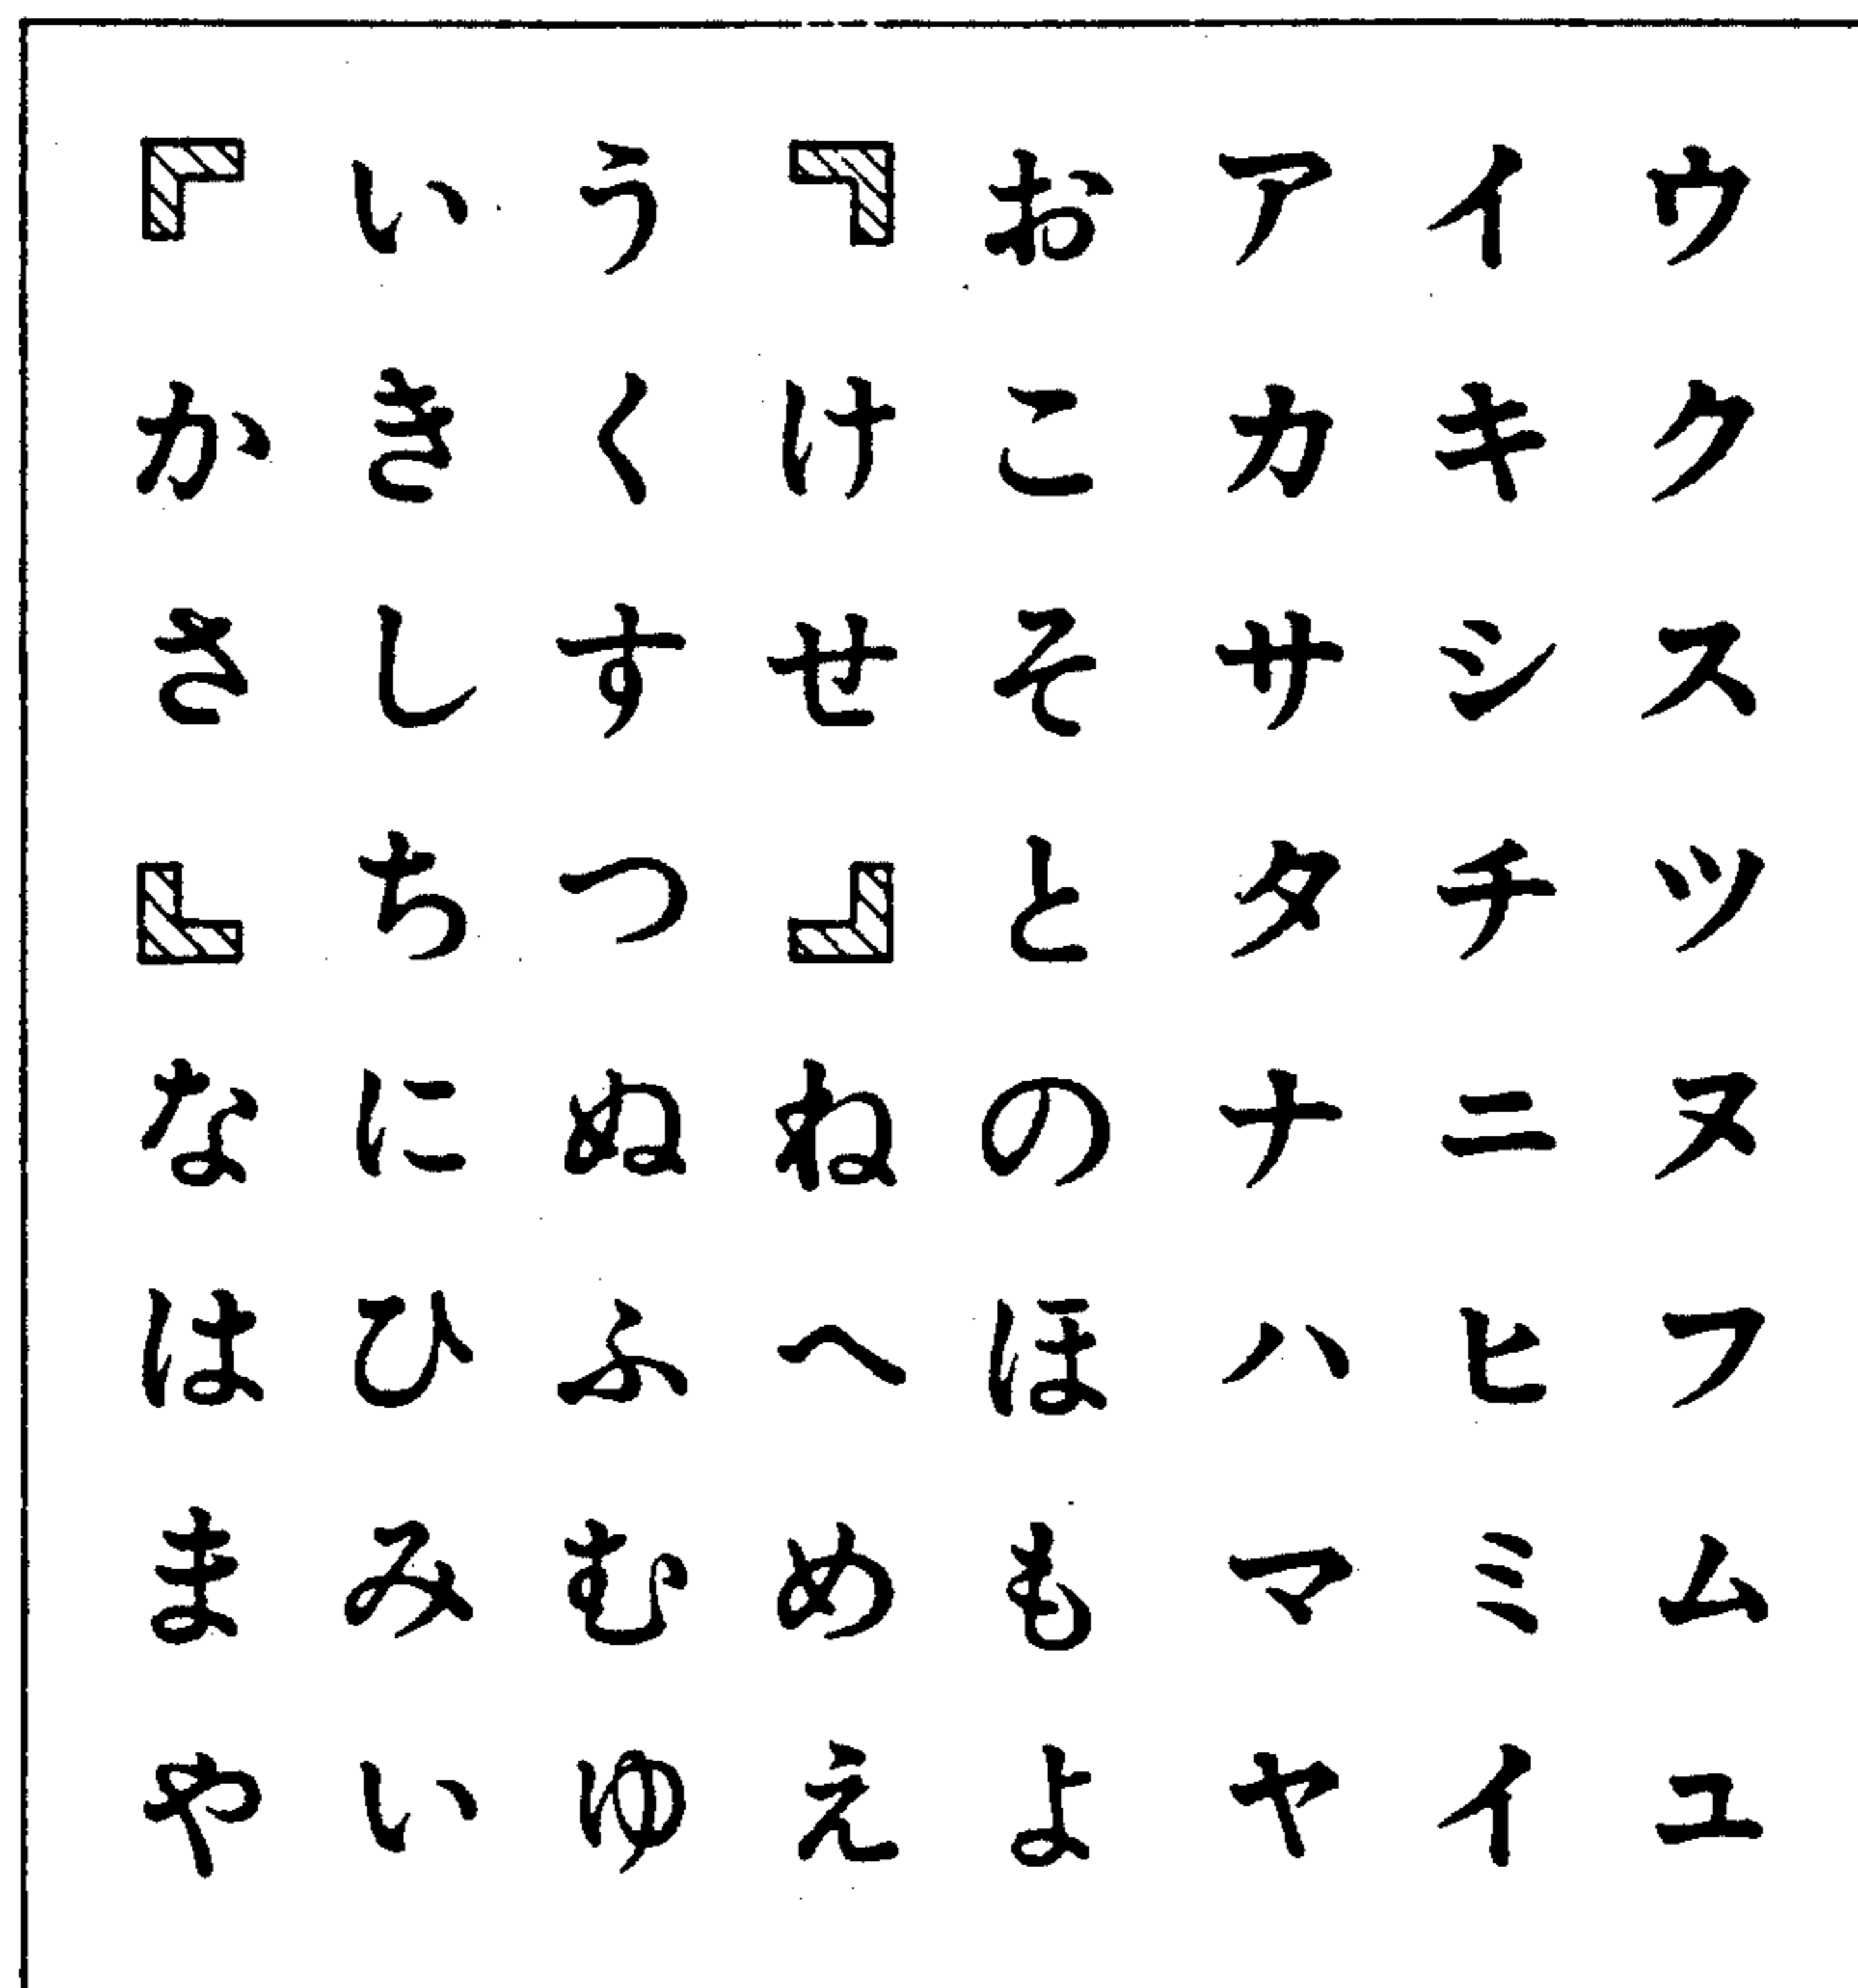 い う お ア イ ウ
か き く け こ カ キ ク
さ し す せ そ サ シ ス
ち つ と タ チ ツ
な に ぬ ね の ナ ニ ヌ
は ひ ふ へ ほ ハ ヒ フ
ま み む め も マ ミ ム
や い ゆ え よ ヤ イ ユ